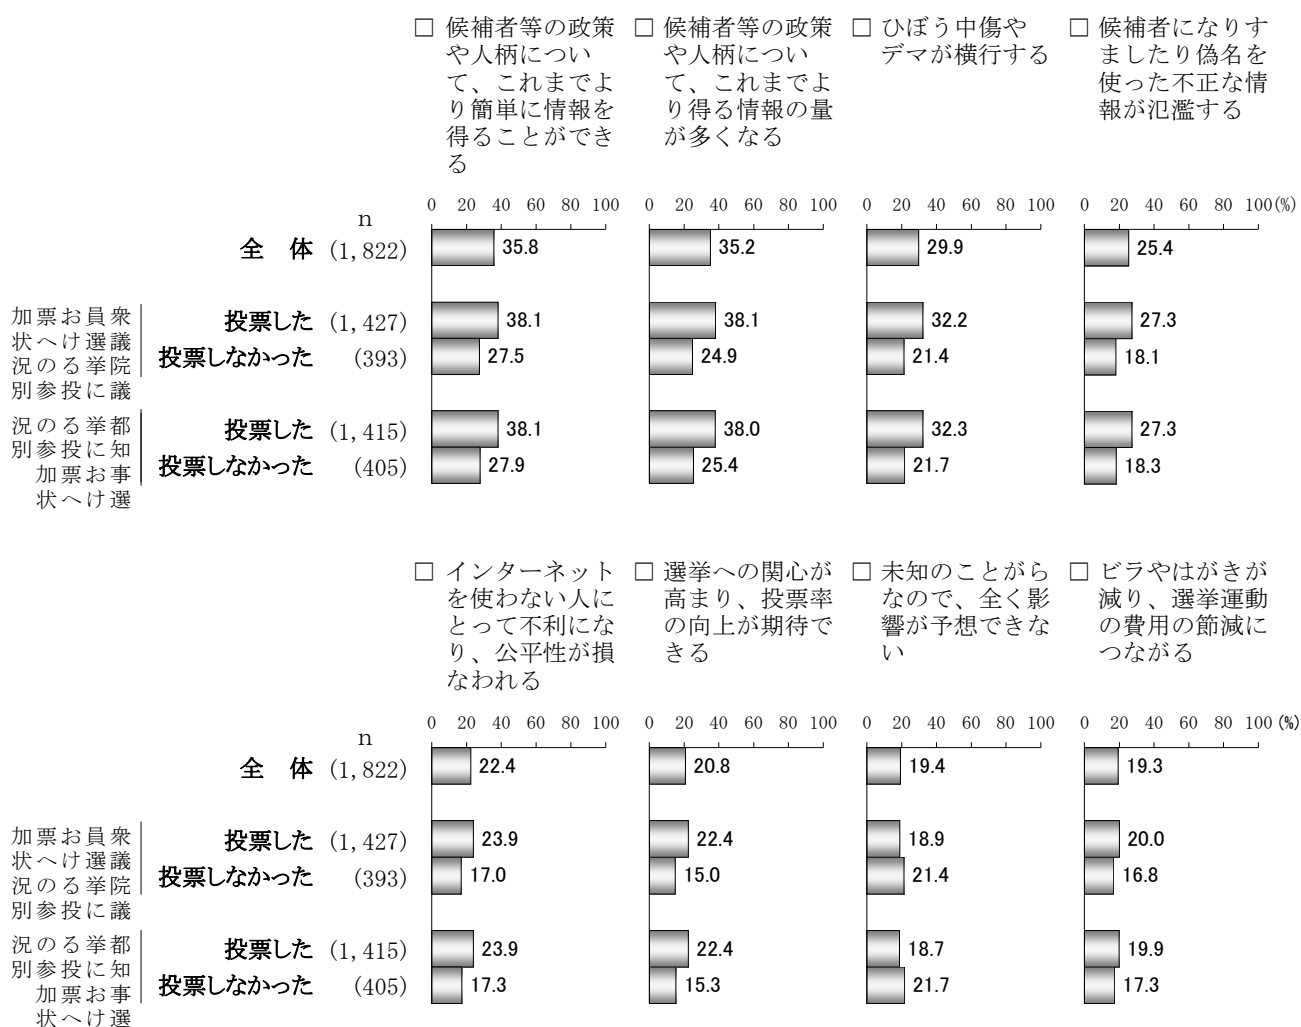 □ 候補者等の政策
や人柄につい
て、これまでよ
り簡単に情報を
得ることができ
る
□ 候補者等の政策
や人柄につい
て、これまでよ
り得る情報の量
が多くなる
□ ひぼう中傷や
デマが横行する
□ 候補者になりす
ましたり偽名を
使った不正な情
報が氾濫する
n
0 20 40 60 80 100
0 20 40 60 80 100
0 20 40 60 80 100
0 20 40 60 80 100(%)
全 体 (1,822) 35.8 35.2 29.9 25.4
衆議院議
員選挙に
おける投
票への参
加状況別
投票した (1,427) 38.1 38.1 32.2 27.3
投票しなかった (393) 27.5 24.9 21.4 18.1
都知事選
挙におけ
る投票へ
の参加状
況別
投票した (1,415) 38.1 38.0 32.3 27.3
投票しなかった (405) 27.9 25.4 21.7 18.3
□ インターネット
を使わない人に
とって不利にな
り、公平性が損
なわれる
□ 選挙への関心が
高まり、投票率
の向上が期待で
きる
□ 未知のことがら
なので、全く影
響が予想できな
い
□ ビラやはがきが
減り、選挙運動
の費用の節減に
つながる
n
0 20 40 60 80 100
0 20 40 60 80 100
0 20 40 60 80 100
0 20 40 60 80 100(%)
全 体 (1,822) 22.4 20.8 19.4 19.3
衆議院議
員選挙に
おける投
票への参
加状況別
投票した (1,427) 23.9 22.4 18.9 20.0
投票しなかった (393) 17.0 15.0 21.4 16.8
都知事選
挙におけ
る投票へ
の参加状
況別
投票した (1,415) 23.9 22.4 18.7 19.9
投票しなかった (405) 17.3 15.3 21.7 17.3